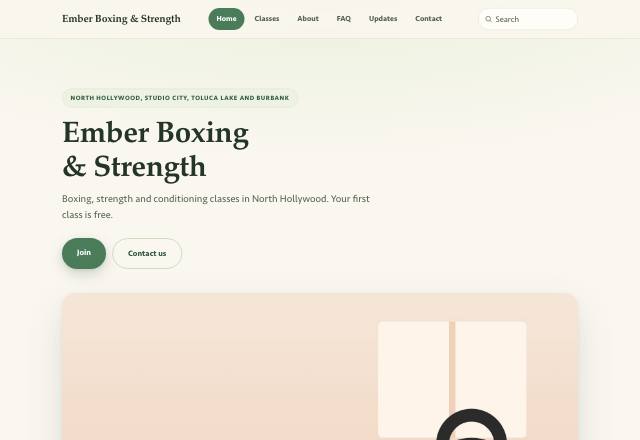 Ember Boxing & Strength
Home
Classes
About
FAQ
Updates
Contact
Search
NORTH HOLLYWOOD, STUDIO CITY, TOLUCA LAKE AND BURBANK
Ember Boxing
& Strength
Boxing, strength and conditioning classes in North Hollywood. Your first
class is free.
Join
Contact us